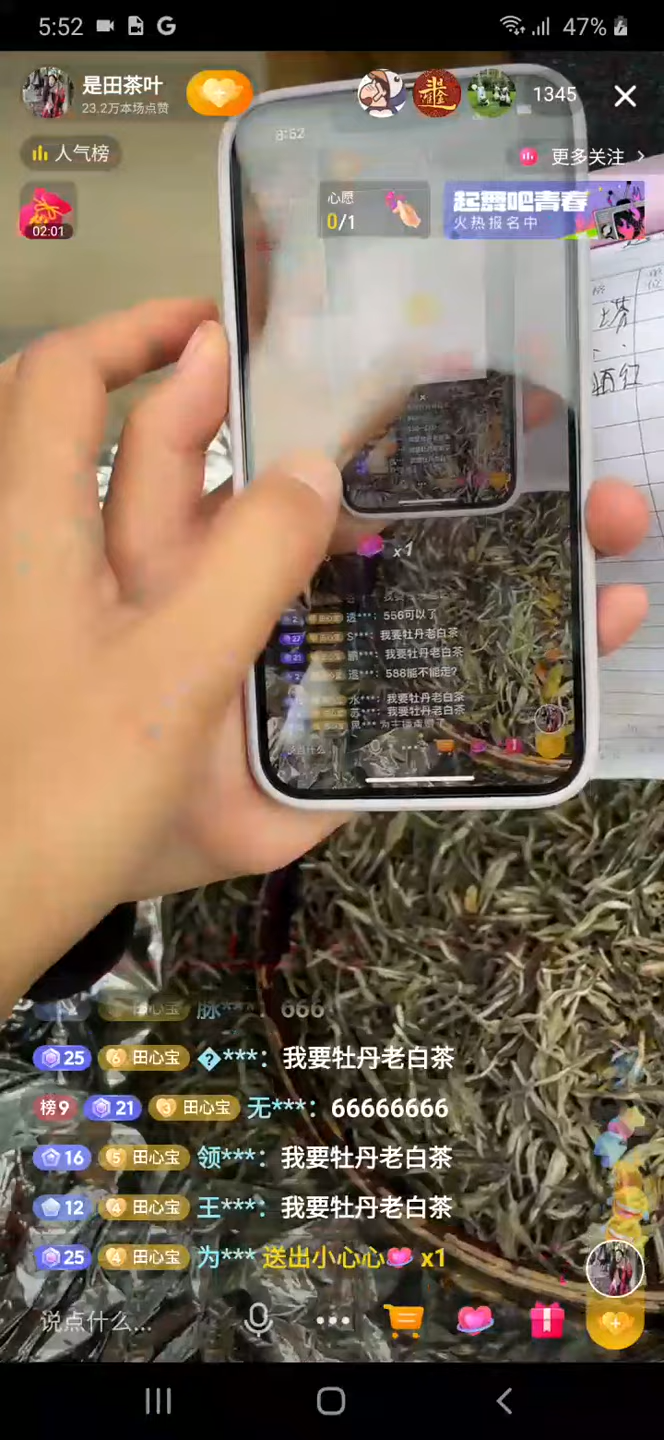 5:52
47%
是田茶叶
23.2万本场点赞
1345
人气榜
更多关注
02:01
心愿
0/1
起舞吧青春
火热报名中
8:52
x1
556可以了
S***：我要牡丹老白茶
我要牡丹老白茶
588能不能走?
水***：我要牡丹老白茶
苏***：我要牡丹老白茶
田心宝 脉***：666
25 6 田心宝 ***：我要牡丹老白茶
榜9 21 3 田心宝 无***：66666666
16 5 田心宝 领***：我要牡丹老白茶
12 4 田心宝 王***：我要牡丹老白茶
25 4 田心宝 为*** 送出小心心 x1
说点什么...